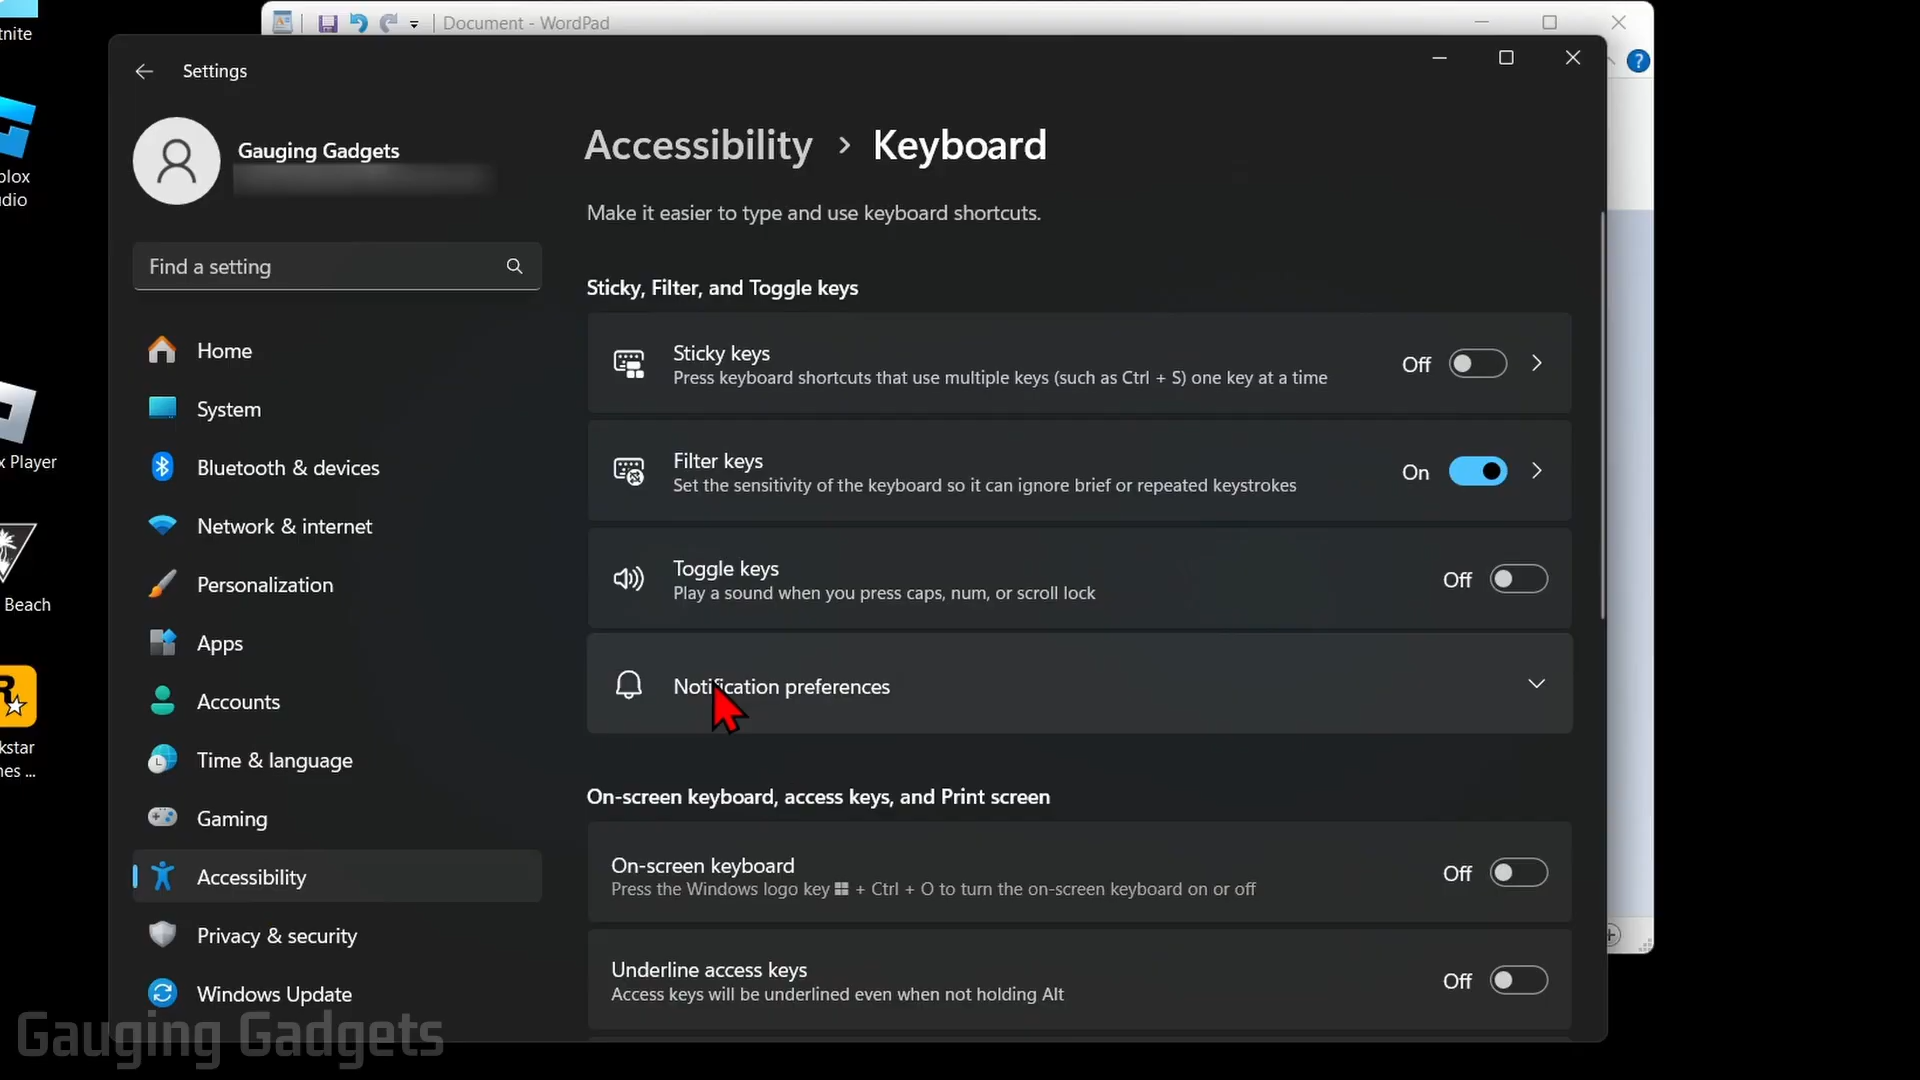 Document - WordPad
Settings
Gauging Gadgets
Find a setting
Home
System
Bluetooth & devices
Network & internet
Personalization
Apps
Accounts
Time & language
Gaming
Accessibility
Privacy & security
Windows Update
Accessibility > Keyboard
Make it easier to type and use keyboard shortcuts.
Sticky, Filter, and Toggle keys
Sticky keys
Press keyboard shortcuts that use multiple keys (such as Ctrl + S) one key at a time
Off
Filter keys
Set the sensitivity of the keyboard so it can ignore brief or repeated keystrokes
On
Toggle keys
Play a sound when you press caps, num, or scroll lock
Off
Notification preferences
On-screen keyboard, access keys, and Print screen
On-screen keyboard
Press the Windows logo key + Ctrl + O to turn the on-screen keyboard on or off
Off
Underline access keys
Access keys will be underlined even when not holding Alt
Off
tnite
blox
dio
x Player
Beach
kstar
nes ...
Gauging Gadgets